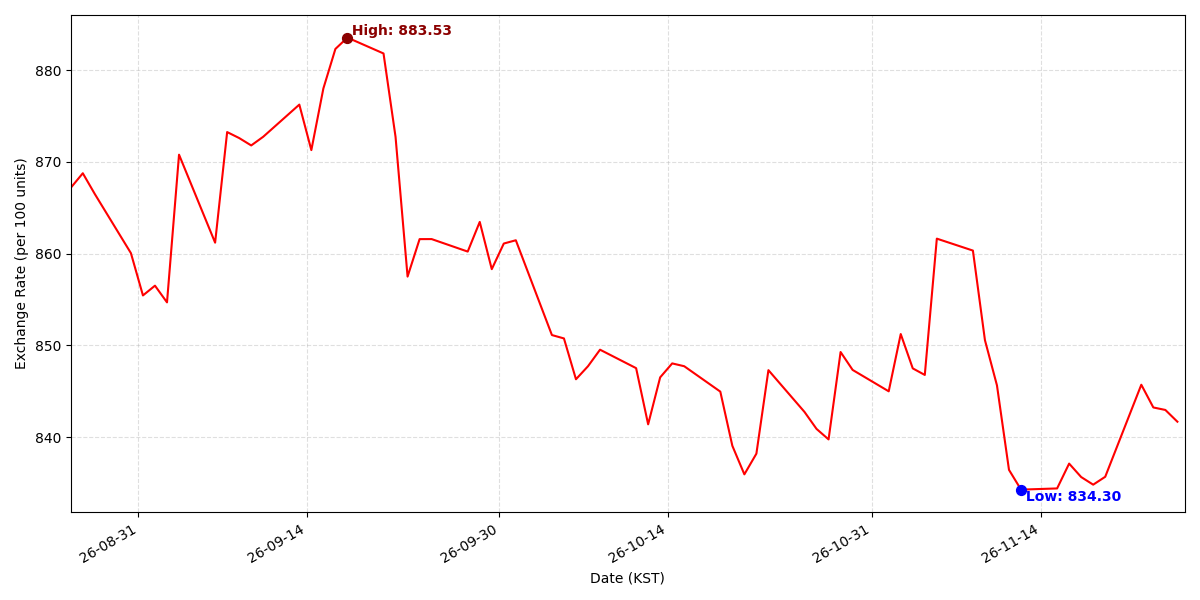 High: 883.53
880
870
860
850
840
Exchange Rate (per 100 units)
Low: 834.30
26-08-31
26-09-14
26-09-30
26-10-14
26-10-31
26-11-14
Date (KST)